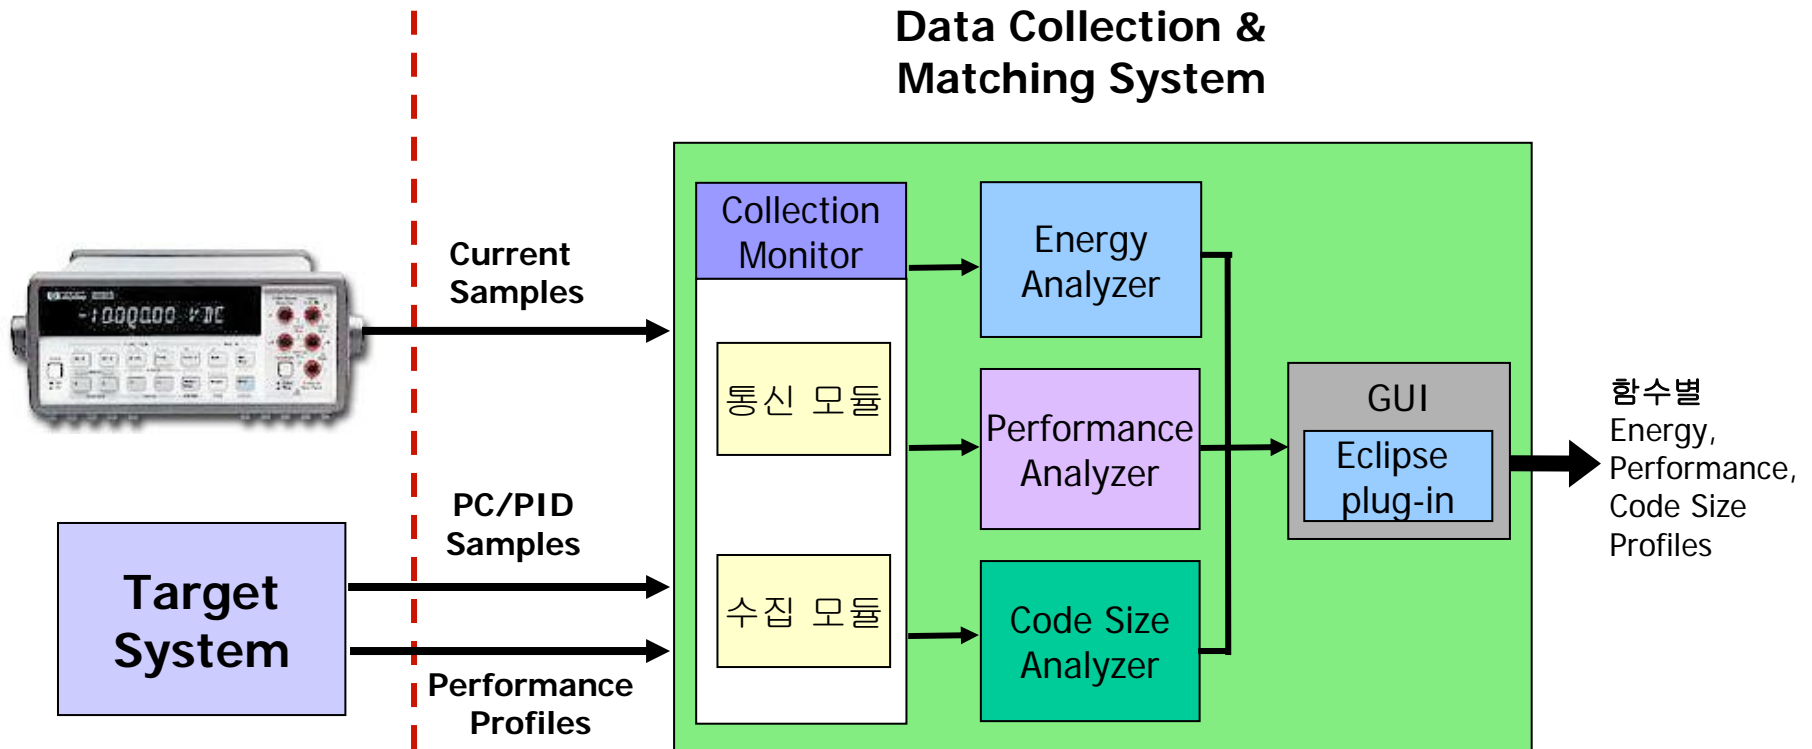 Data Collection &
Matching System
Current
Samples
PC/PID
Samples
Performance
Profiles
Target
System
Collection
Monitor
통신 모듈
수집 모듈
Energy
Analyzer
Performance
Analyzer
Code Size
Analyzer
GUI
Eclipse
plug-in
함수별
Energy,
Performance,
Code Size
Profiles